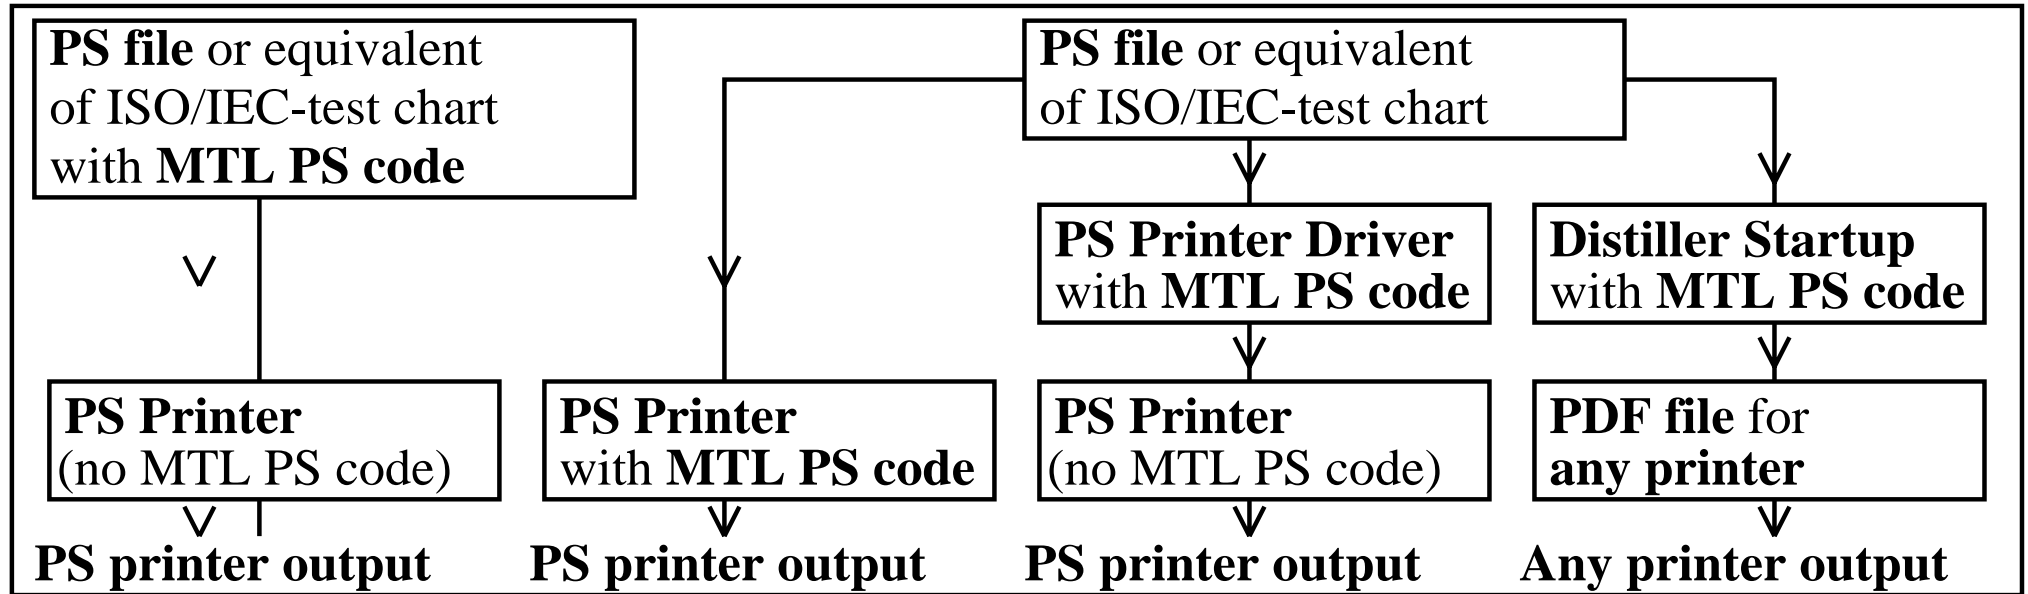 PS file or equivalent
of ISO/IEC-test chart
with MTL PS code
PS file or equivalent
of ISO/IEC-test chart
PS Printer Driver
with MTL PS code
Distiller Startup
with MTL PS code
PS Printer
(no MTL PS code)
PS Printer
with MTL PS code
PS Printer
(no MTL PS code)
PDF file for
any printer
PS printer output
PS printer output
PS printer output
Any printer output